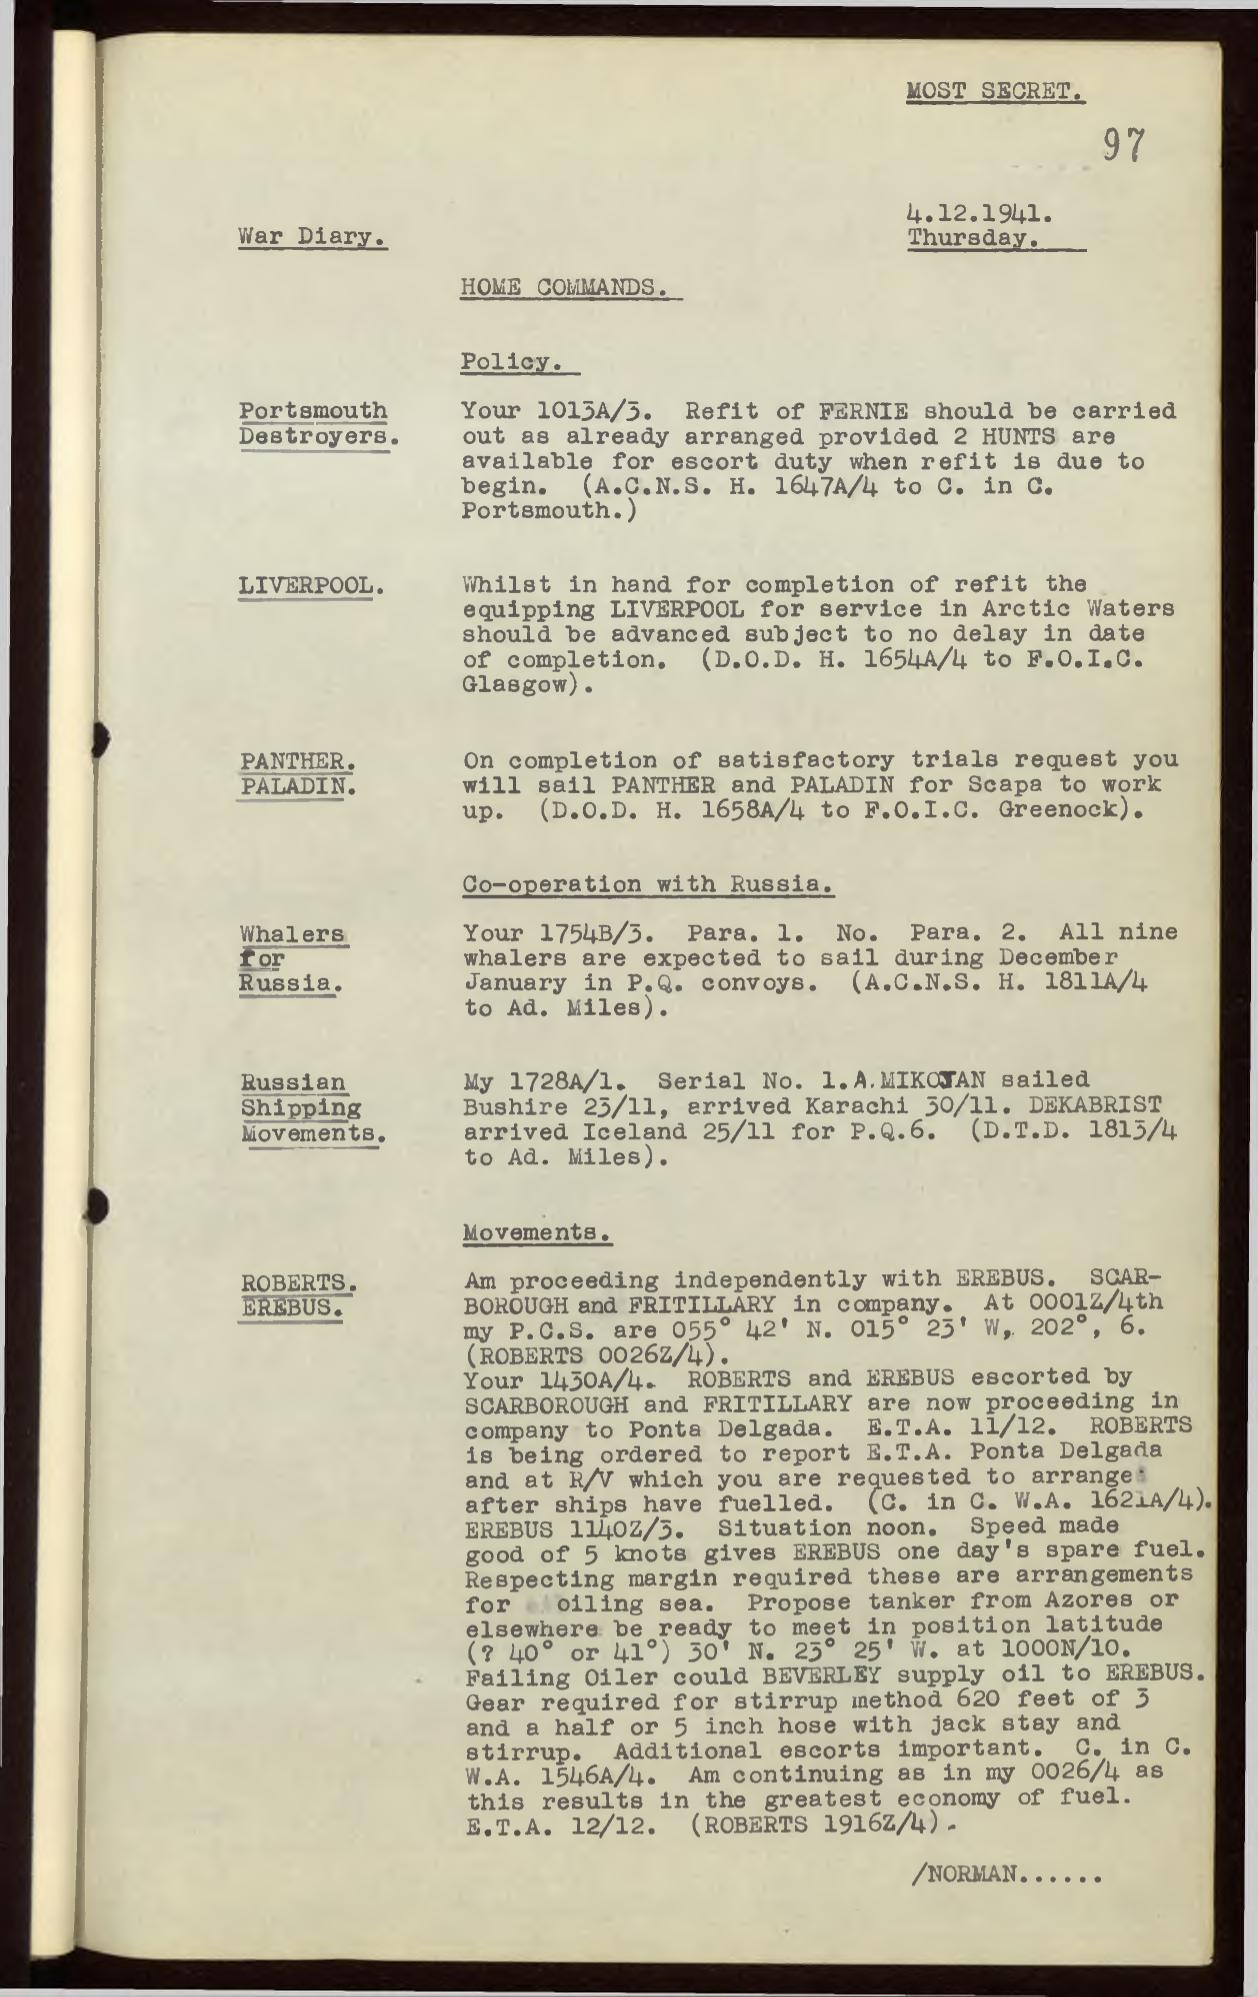 MOST SECRET.
97
4.12.1941.
War Diary.
Thursday.
HOME COMMANDS.
Policy.
Portsmouth
Destroyers.
Your 1013A/3. Refit of FERNIE should be carried
out as already arranged provided 2 HUNTS are
available for escort duty when refit is due to
begin. (A.C.N.S. H. 1647A/4 to C. in C.
Portsmouth.)
LIVERPOOL.
Whilst in hand for completion of refit the
equipping LIVERPOOL for service in Arctic Waters
should be advanced subject to no delay in date
of completion. (D.O.D. H. 1654A/4 to F.O.I.C.
Glasgow).
PANTHER.
PALADIN.
On completion of satisfactory trials request you
will sail PANTHER and PALADIN for Scapa to work
up. (D.O.D. H. 1658A/4 to F.O.I.C. Greenock).
Co-operation with Russia.
Whalers
for
Russia.
Your 1754B/3. Para. 1. No. Para. 2. All nine
whalers are expected to sail during December
January in P.Q. convoys. (A.C.N.S. H. 1811A/4
to Ad. Miles).
Russian
Shipping
Movements.
My 1728A/1. Serial No. 1.A.MIKOJAN sailed
Bushire 23/11, arrived Karachi 30/11. DEKABRIST
arrived Iceland 25/11 for P.Q.6. (D.T.D. 1813/4
to Ad. Miles).
Movements.
ROBERTS.
EREBUS.
Am proceeding independently with EREBUS. SCAR-
BOROUGH and FRITILLARY in company. At 0001Z/4th
my P.C.S. are 055° 42' N. 015° 23' W, 202°, 6.
(ROBERTS 0026Z/4).
Your 1430A/4. ROBERTS and EREBUS escorted by
SCARBOROUGH and FRITILLARY are now proceeding in
company to Ponta Delgada. E.T.A. 11/12. ROBERTS
is being ordered to report E.T.A. Ponta Delgada
and at R/V which you are requested to arrange
after ships have fuelled. (C. in C. W.A. 1621A/4).
EREBUS 1140Z/3. Situation noon. Speed made
good of 5 knots gives EREBUS one day's spare fuel.
Respecting margin required these are arrangements
for oiling sea. Propose tanker from Azores or
elsewhere be ready to meet in position latitude
(? 40° or 41°) 30' N. 23° 25' W. at 1000N/10.
Failing Oiler could BEVERLEY supply oil to EREBUS.
Gear required for stirrup method 620 feet of 3
and a half or 5 inch hose with jack stay and
stirrup. Additional escorts important. C. in C.
W.A. 1546A/4. Am continuing as in my 0026/4 as
this results in the greatest economy of fuel.
E.T.A. 12/12. (ROBERTS 1916Z/4).
/NORMAN......